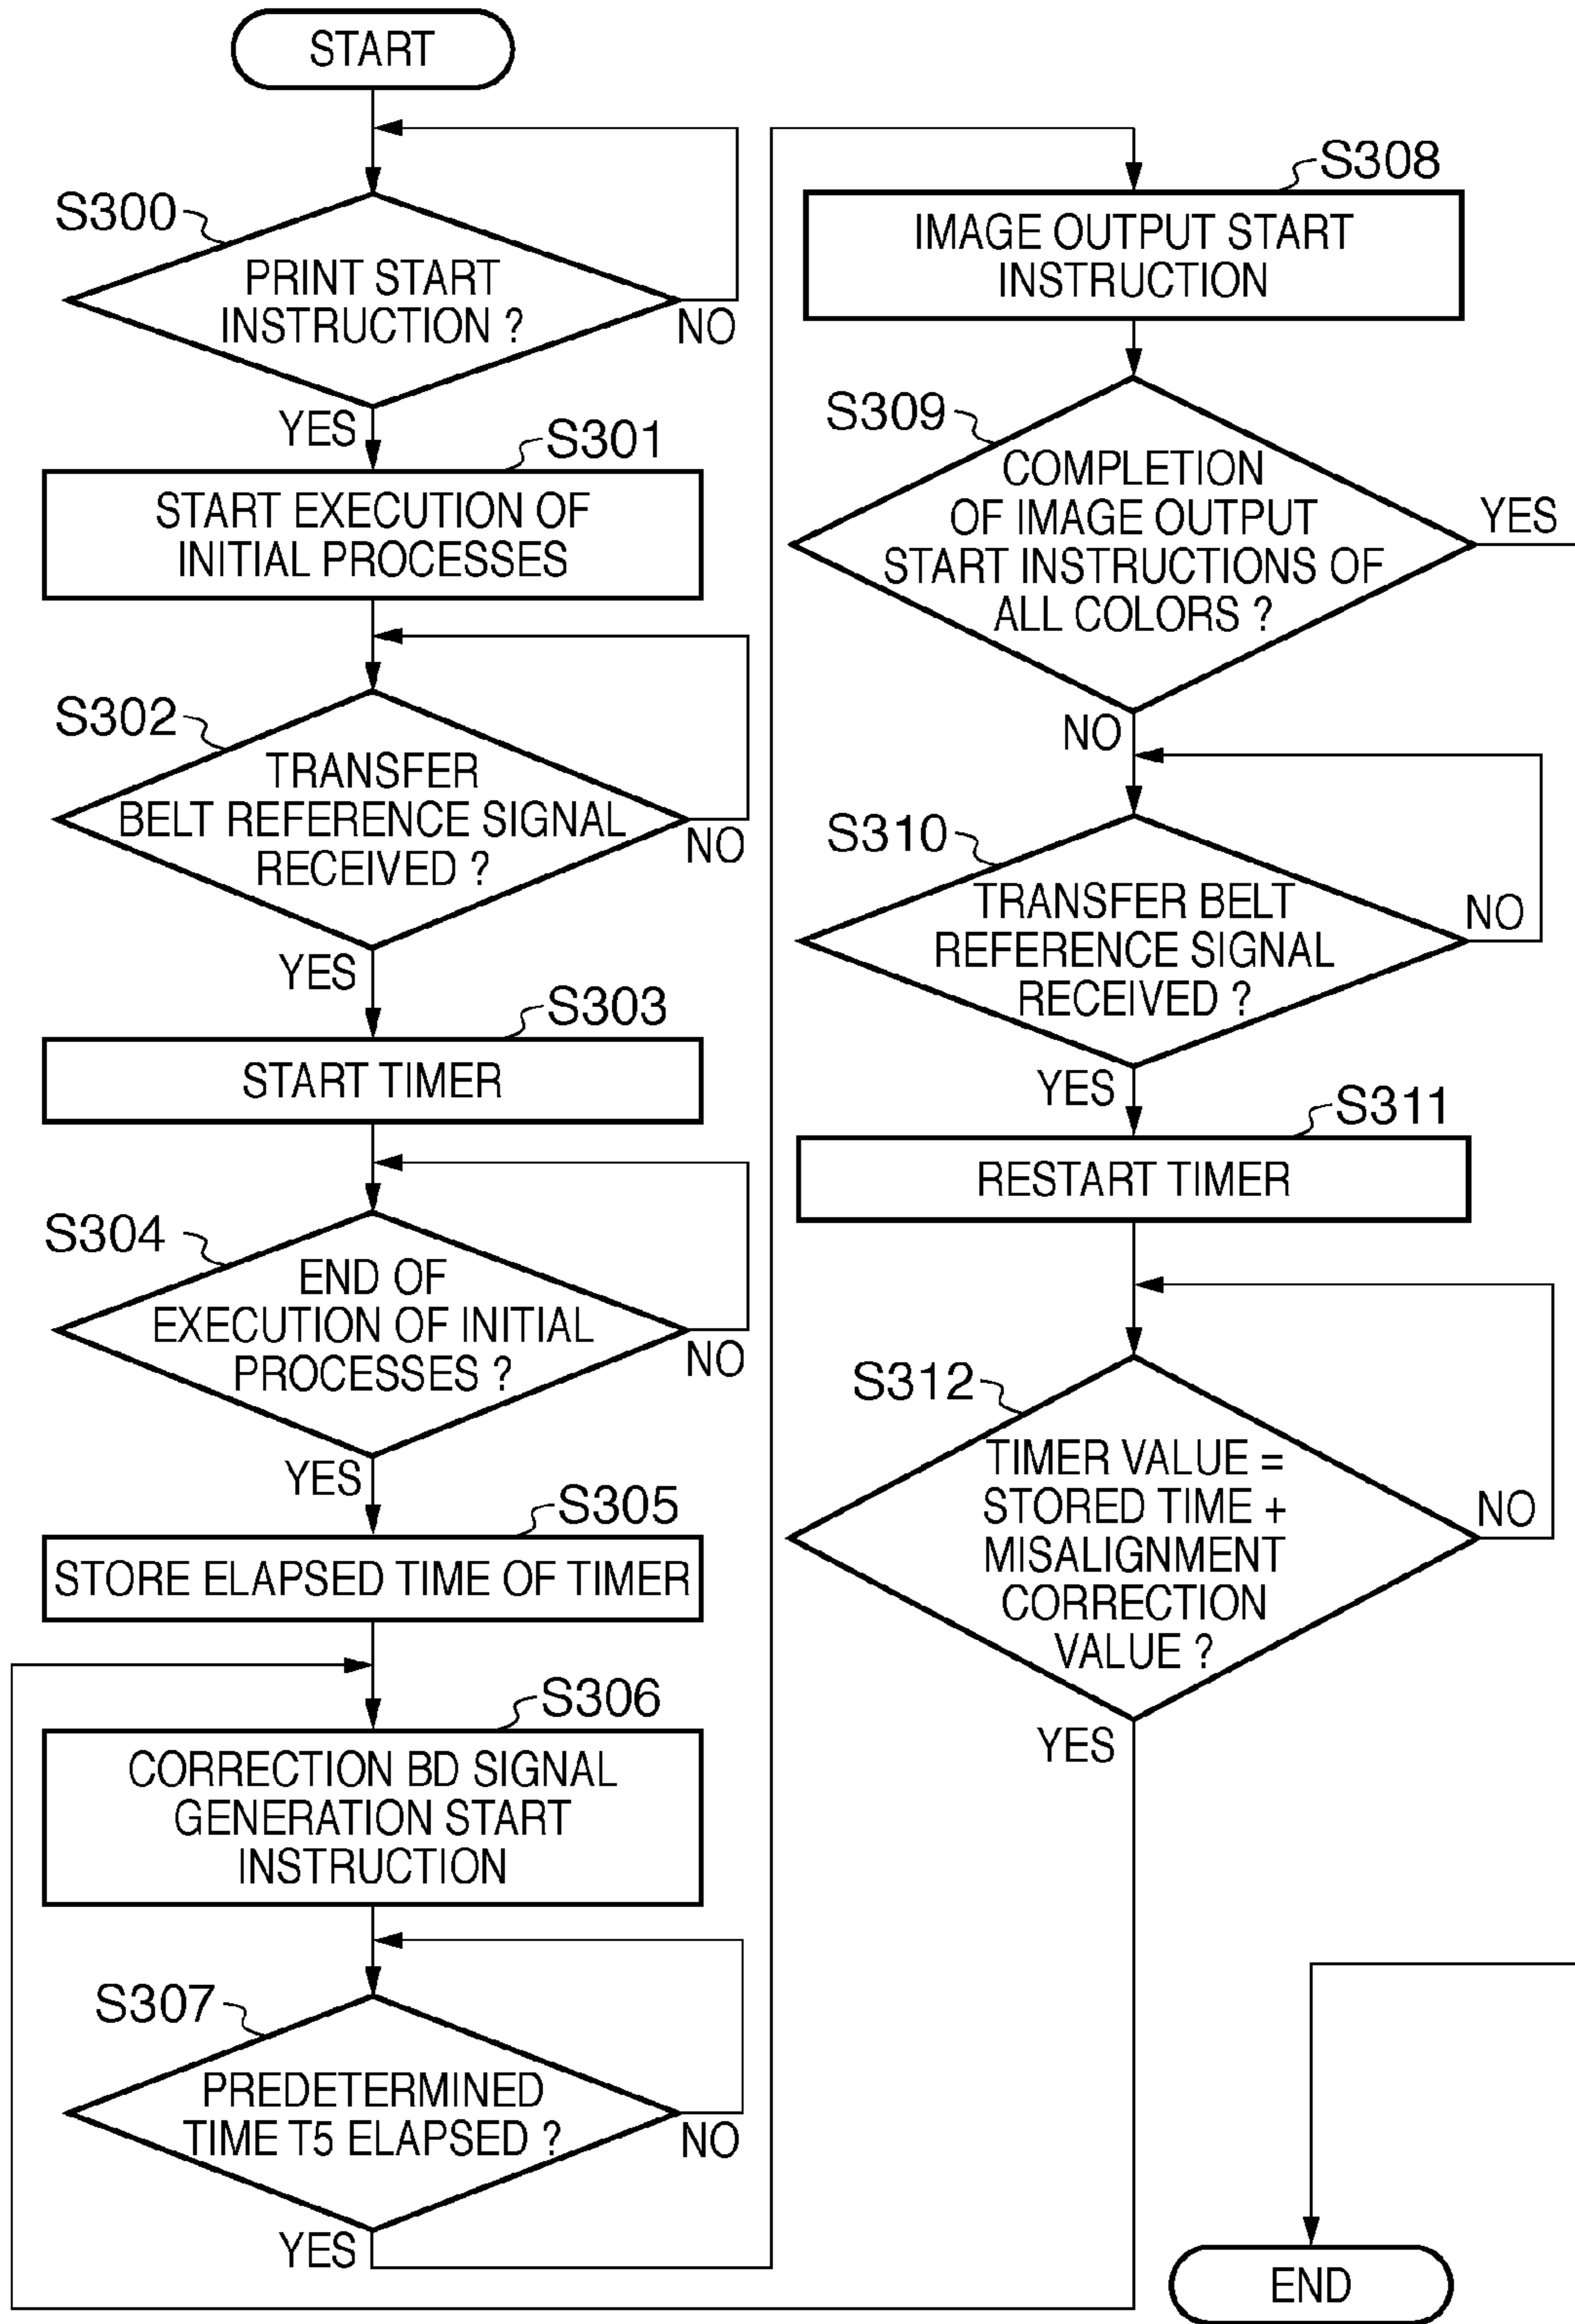 START
S300
PRINT START
INSTRUCTION ?
NO
YES
S301
START EXECUTION OF
INITIAL PROCESSES
S302
TRANSFER
BELT REFERENCE SIGNAL
RECEIVED ?
NO
YES
S303
START TIMER
S304
END OF
EXECUTION OF INITIAL
PROCESSES ?
NO
YES
S305
STORE ELAPSED TIME OF TIMER
S306
CORRECTION BD SIGNAL
GENERATION START
INSTRUCTION
S307
PREDETERMINED
TIME T5 ELAPSED ?
NO
YES
S308
IMAGE OUTPUT START
INSTRUCTION
S309
COMPLETION
OF IMAGE OUTPUT
START INSTRUCTIONS OF
ALL COLORS ?
YES
NO
S310
TRANSFER BELT
REFERENCE SIGNAL
RECEIVED ?
NO
YES
S311
RESTART TIMER
S312
TIMER VALUE =
STORED TIME +
MISALIGNMENT
CORRECTION
VALUE ?
NO
YES
END